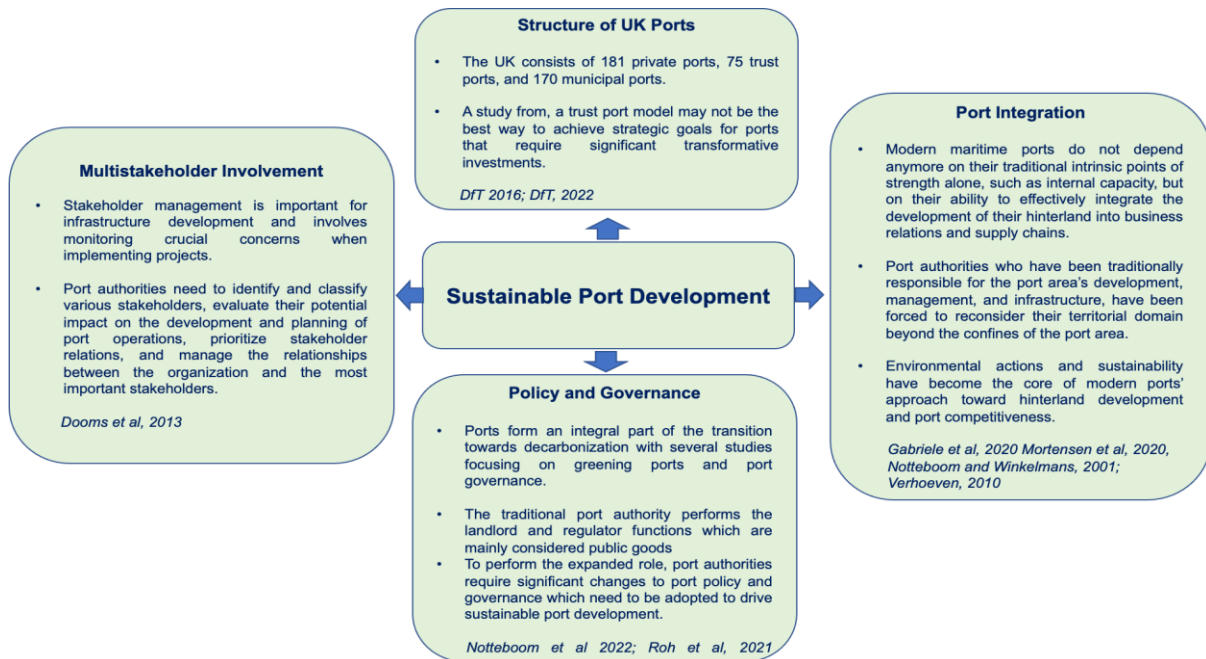 Structure of UK Ports
• The UK consists of 181 private ports, 75 trust
ports, and 170 municipal ports.
• A study from, a trust port model may not be the
best way to achieve strategic goals for ports
that require significant transformative
investments.
DfT 2016; DfT, 2022
Multistakeholder Involvement
• Stakeholder management is important for
infrastructure development and involves
monitoring crucial concerns when
implementing projects.
• Port authorities need to identify and classify
various stakeholders, evaluate their potential
impact on the development and planning of
port operations, prioritize stakeholder
relations, and manage the relationships
between the organization and the most
important stakeholders.
Dooms et al, 2013
Sustainable Port Development
Port Integration
• Modern maritime ports do not depend
anymore on their traditional intrinsic points of
strength alone, such as internal capacity, but
on their ability to effectively integrate the
development of their hinterland into business
relations and supply chains.
• Port authorities who have been traditionally
responsible for the port area's development,
management, and infrastructure, have been
forced to reconsider their territorial domain
beyond the confines of the port area.
• Environmental actions and sustainability
have become the core of modern ports'
approach toward hinterland development
and port competitiveness.
Gabriele et al, 2020 Mortensen et al, 2020,
Notteboom and Winkelmans, 2001;
Verhoeven, 2010
Policy and Governance
• Ports form an integral part of the transition
towards decarbonization with several studies
focusing on greening ports and port
governance.
• The traditional port authority performs the
landlord and regulator functions which are
mainly considered public goods
• To perform the expanded role, port authorities
require significant changes to port policy and
governance which need to be adopted to drive
sustainable port development.
Notteboom et al 2022; Roh et al, 2021